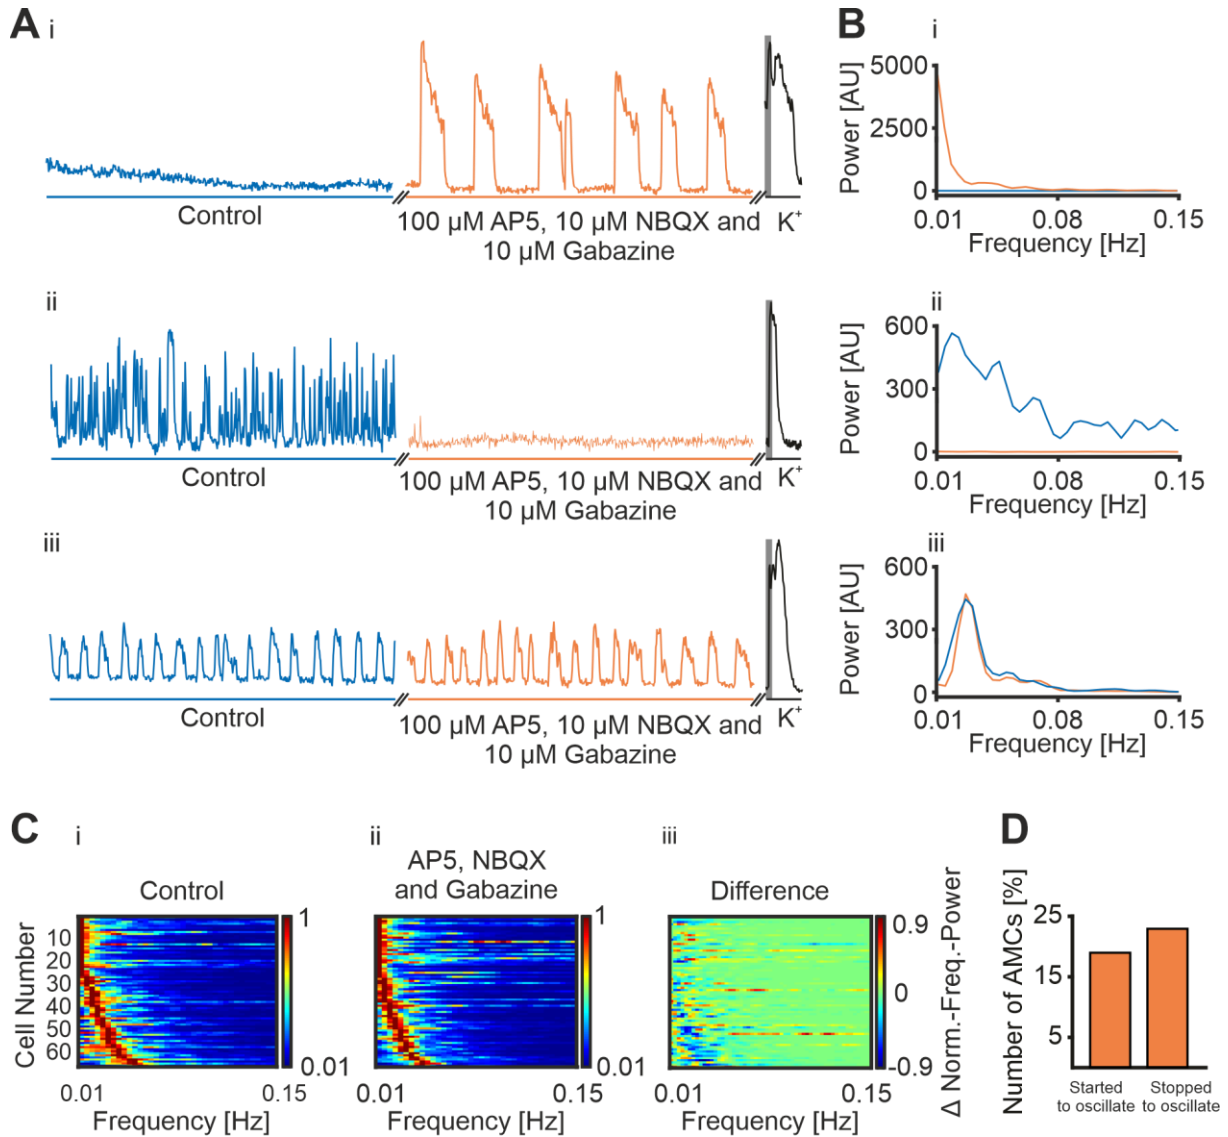 A
i
Control
100 µM AP5, 10 µM NBQX and
10 µM Gabazine
K⁺
ii
Control
100 µM AP5, 10 µM NBQX and
10 µM Gabazine
K⁺
iii
Control
100 µM AP5, 10 µM NBQX and
10 µM Gabazine
K⁺
B
i
Power [AU]
5000
2500
0
0.01
0.08
0.15
Frequency [Hz]
ii
Power [AU]
600
300
0
0.01
0.08
0.15
Frequency [Hz]
iii
Power [AU]
600
300
0
0.01
0.08
0.15
Frequency [Hz]
C
i
Control
Cell Number
10
20
30
40
50
60
0.01
0.15
Frequency [Hz]
1
0.01
ii
AP5, NBQX
and Gabazine
0.01
0.15
Frequency [Hz]
1
0.01
iii
Difference
0.01
0.15
Frequency [Hz]
0.9
0
-0.9
Δ Norm.-Freq.-Power
D
Number of AMCs [%]
25
15
5
Started
to oscillate
Stopped
to oscillate